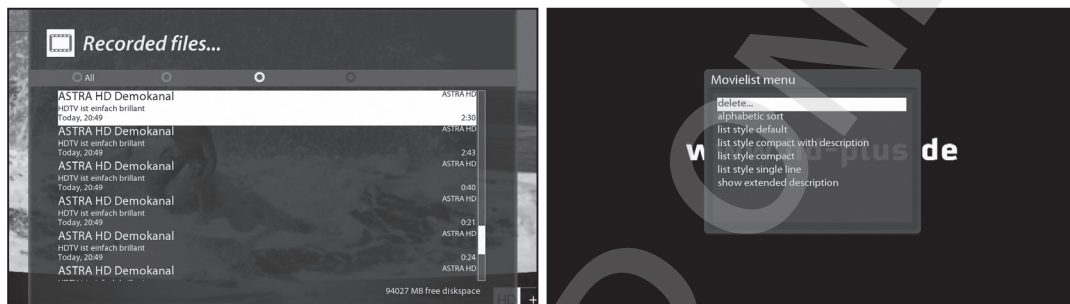 Recorded files...
All
ASTRA HD Demokanal ASTRA HD
HDTV ist einfach brillant
Today, 20:49 2:30
ASTRA HD Demokanal ASTRA HD
HDTV ist einfach brillant
Today, 20:49 2:43
ASTRA HD Demokanal ASTRA HD
HDTV ist einfach brillant
Today, 20:49 0:40
ASTRA HD Demokanal ASTRA HD
HDTV ist einfach brillant
Today, 20:49 0:21
ASTRA HD Demokanal ASTRA HD
HDTV ist einfach brillant
Today, 20:49 0:24
ASTRA HD Demokanal ASTRA HD
94027 MB free diskspace
HD +
Movielist menu
delete...
alphabetic sort
list style default
list style compact with description
list style compact
list style single line
show extended description
de